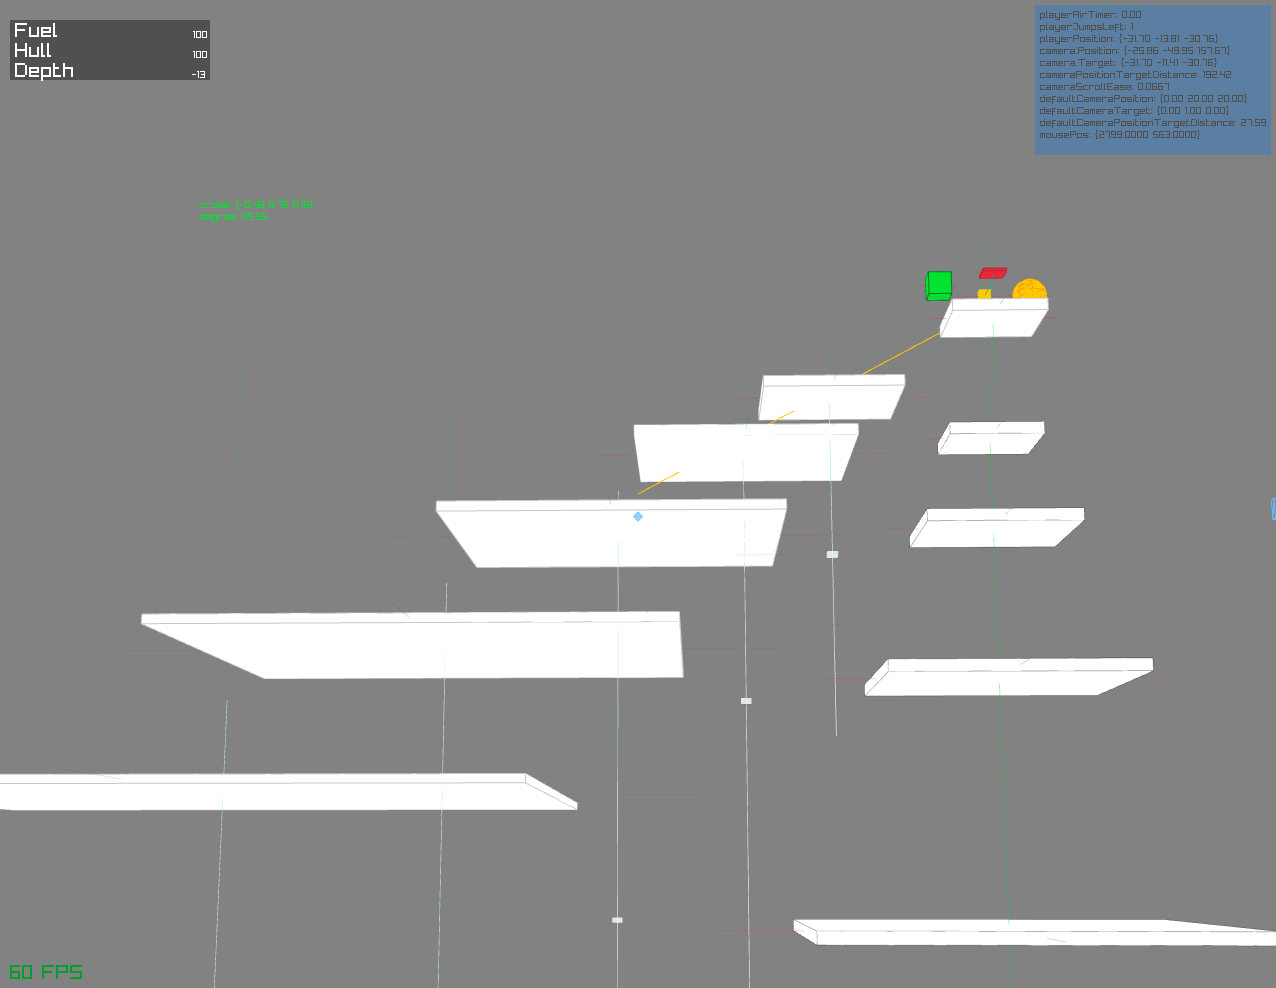 Fuel 100
Hull 100
Depth -13
playerAirTimer: 0.00
playerJumpsLeft: 1
playerPosition: {-31.70 -13.81 -30.76}
camera.Position: {-25.86 -49.95 157.67}
camera.Target: {-31.70 -11.41 -30.76}
cameraPositionTargetDistance: 192.42
cameraScrollEase: 0.0667
defaultCameraPosition: {0.00 20.00 20.00}
defaultCameraTarget: {0.00 1.00 0.00}
defaultCameraPositionTargetDistance: 27.59
mousePos: {2799.0000 563.0000}
60 FPS